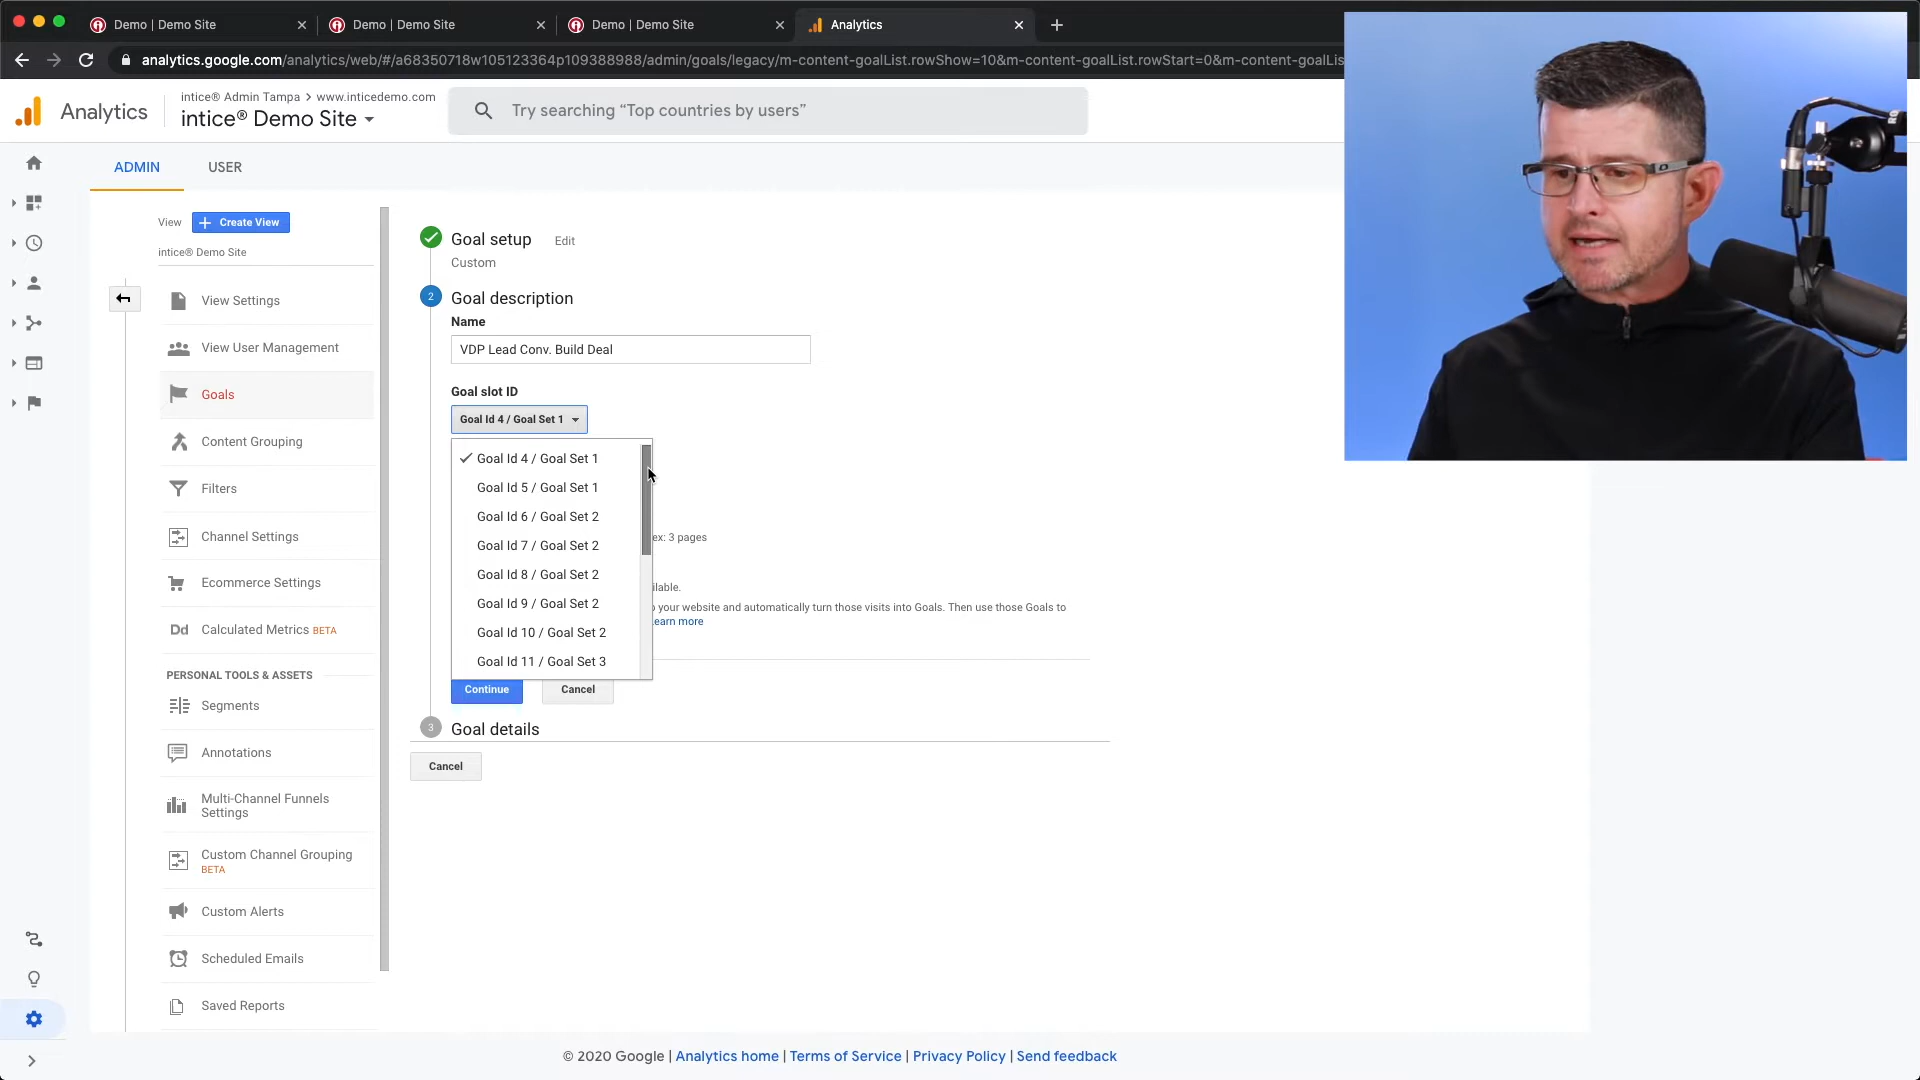 Demo | Demo Site
Demo | Demo Site
Demo | Demo Site
Analytics
analytics.google.com/analytics/web/#/a68350718w105123364p109388988/admin/goals/legacy/m-content-goalList.rowShow=10&m-content-goalList.rowStart=0&m-content-goalLis
Analytics
intice® Admin Tampa > www.inticedemo.com
intice® Demo Site
Try searching “Top countries by users”
ADMIN
USER
View
+ Create View
intice® Demo Site
View Settings
View User Management
Goals
Content Grouping
Filters
Channel Settings
Ecommerce Settings
Dd Calculated Metrics BETA
PERSONAL TOOLS & ASSETS
Segments
Annotations
Multi-Channel Funnels
Settings
Custom Channel Grouping
BETA
Custom Alerts
Scheduled Emails
Saved Reports
Goal setup Edit
Custom
2 Goal description
Name
VDP Lead Conv. Build Deal
Goal slot ID
Goal Id 4 / Goal Set 1
Goal Id 4 / Goal Set 1
Goal Id 5 / Goal Set 1
Goal Id 6 / Goal Set 2
Goal Id 7 / Goal Set 2
Goal Id 8 / Goal Set 2
Goal Id 9 / Goal Set 2
Goal Id 10 / Goal Set 2
Goal Id 11 / Goal Set 3
ex: 3 pages
ilable.
your website and automatically turn those visits into Goals. Then use those Goals to
earn more
Continue
Cancel
3 Goal details
Cancel
© 2020 Google | Analytics home | Terms of Service | Privacy Policy | Send feedback